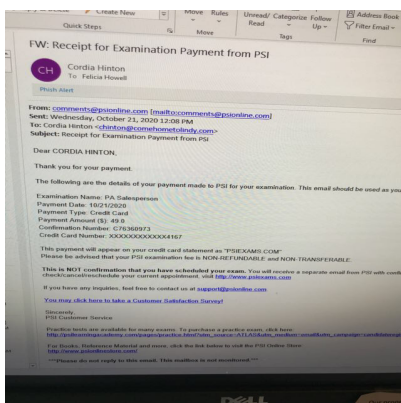 Create New
Move
Rules
Unread/
Read
Categorize
Follow
Up
Address Book
Filter Email
Quick Steps
Move
Tags
Find
FW: Receipt for Examination Payment from PSI
CH
Cordia Hinton
To Felicia Howell
Phish Alert
From: comments@psionline.com [mailto:comments@psionline.com]
Sent: Wednesday, October 21, 2020 12:08 PM
To: Cordia Hinton <chinton@comehometolindy.com>
Subject: Receipt for Examination Payment from PSI
Dear CORDIA HINTON,
Thank you for your payment.
The following are the details of your payment made to PSI for your examination. This email should be used as you
Examination Name: PA Salesperson
Payment Date: 10/21/2020
Payment Type: Credit Card
Payment Amount ($): 49.0
Confirmation Number: C76360973
Credit Card Number: XXXXXXXXXXXX4167
This payment will appear on your credit card statement as "PSIEXAMS.COM"
Please be advised that your PSI examination fee is NON-REFUNDABLE and NON-TRANSFERABLE.
This is NOT confirmation that you have scheduled your exam. You will receive a separate email from PSI with confi
check/cancel/reschedule your current appointment, visit http://www.psiexams.com
If you have any inquiries, feel free to contact us at support@psionline.com
You may click here to take a Customer Satisfaction Survey!
Sincerely,
PSI Customer Service
Practice tests are available for many exams. To purchase a practice exam, click here:
For Books, Reference Material and more, click the link below to visit the PSI Online Store:
http://www.psionlinestore.com/
***Please do not reply to this email. This mailbox is not monitored.***
DELL